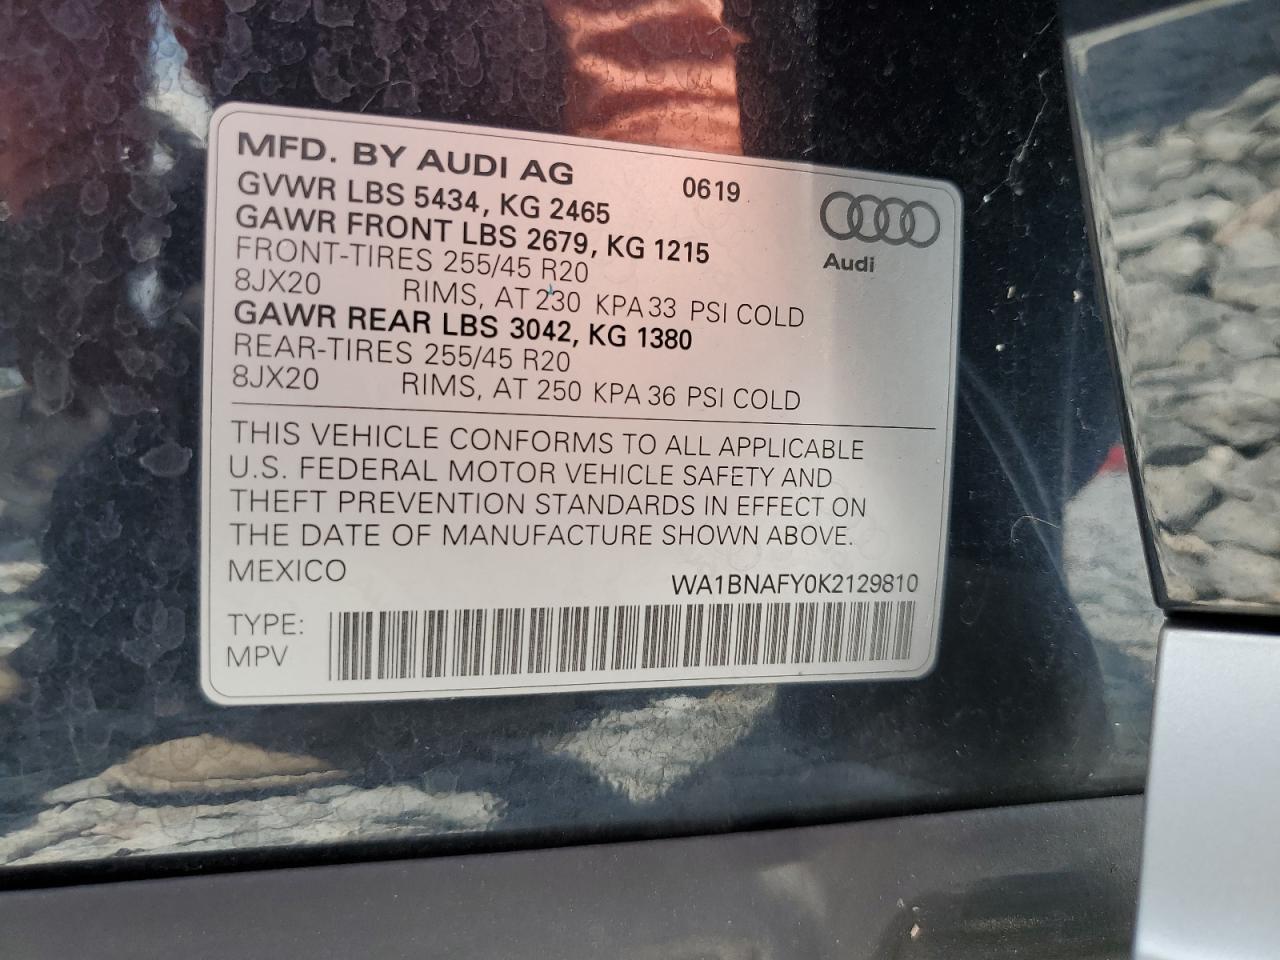 MFD. BY AUDI AG 0619
GVWR LBS 5434, KG 2465
GAWR FRONT LBS 2679, KG 1215
FRONT-TIRES 255/45 R20
8JX20 RIMS, AT 230 KPA 33 PSI COLD
GAWR REAR LBS 3042, KG 1380
REAR-TIRES 255/45 R20
8JX20 RIMS, AT 250 KPA 36 PSI COLD
Audi
THIS VEHICLE CONFORMS TO ALL APPLICABLE
U.S. FEDERAL MOTOR VEHICLE SAFETY AND
THEFT PREVENTION STANDARDS IN EFFECT ON
THE DATE OF MANUFACTURE SHOWN ABOVE.
MEXICO WA1BNAFY0K2129810
TYPE:
MPV